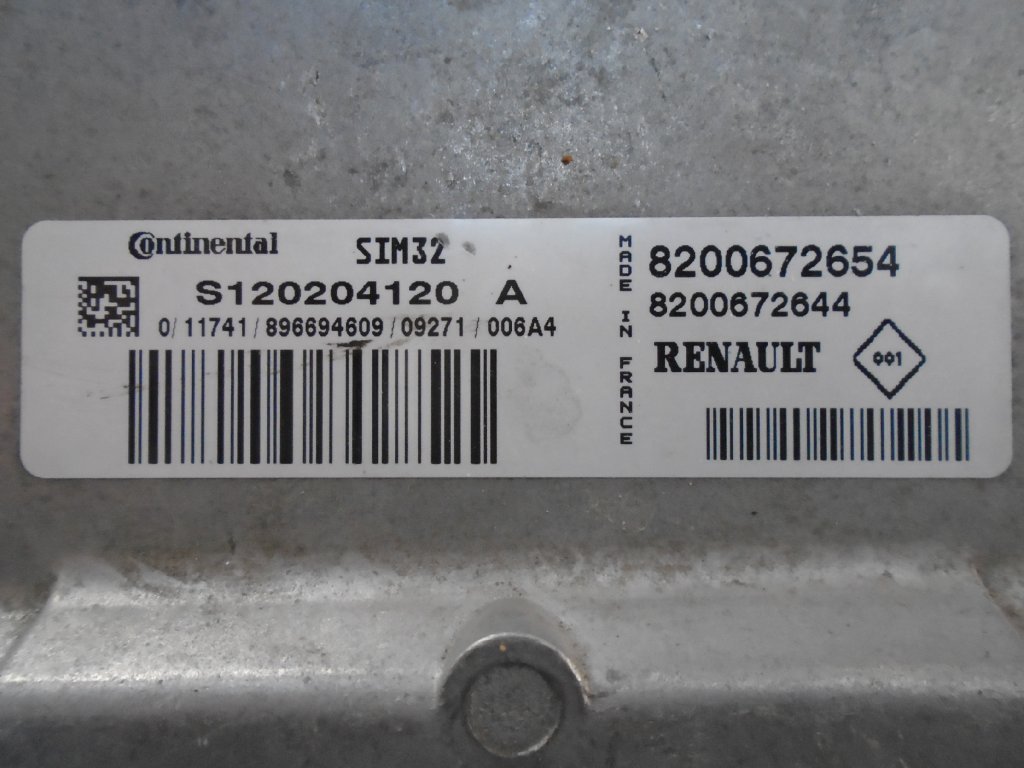 Continental SIM32
S120204120 A
0/11741/896694609/09271/006A4
MADE IN FRANCE
8200672654
8200672644
RENAULT 001